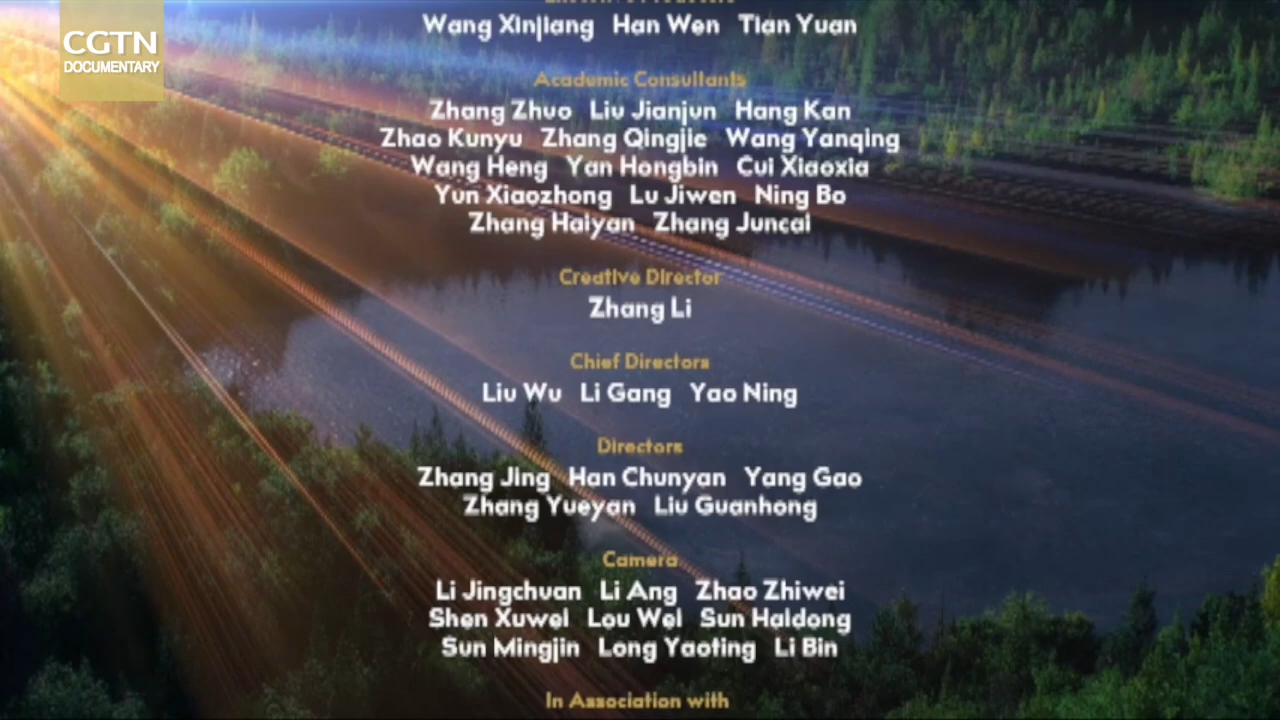 CGTN
DOCUMENTARY
Wang Xinjiang Han Wen Tian Yuan
Academic Consultants
Zhang Zhuo Liu Jianjun Hang Kan
Zhao Kunyu Zhang Qingjie Wang Yanqing
Wang Heng Yan Hongbin Cui Xiaoxia
Yun Xiaozhong Lu Jiwen Ning Bo
Zhang Haiyan Zhang Juncai
Creative Director
Zhang Li
Chief Directors
Liu Wu Li Gang Yao Ning
Directors
Zhang Jing Han Chunyan Yang Gao
Zhang Yueyan Liu Guanhong
Camera
Li Jingchuan Li Ang Zhao Zhiwei
Shen Xuwei Lou Wei Sun Haidong
Sun Mingjin Long Yaoting Li Bin
In Association with